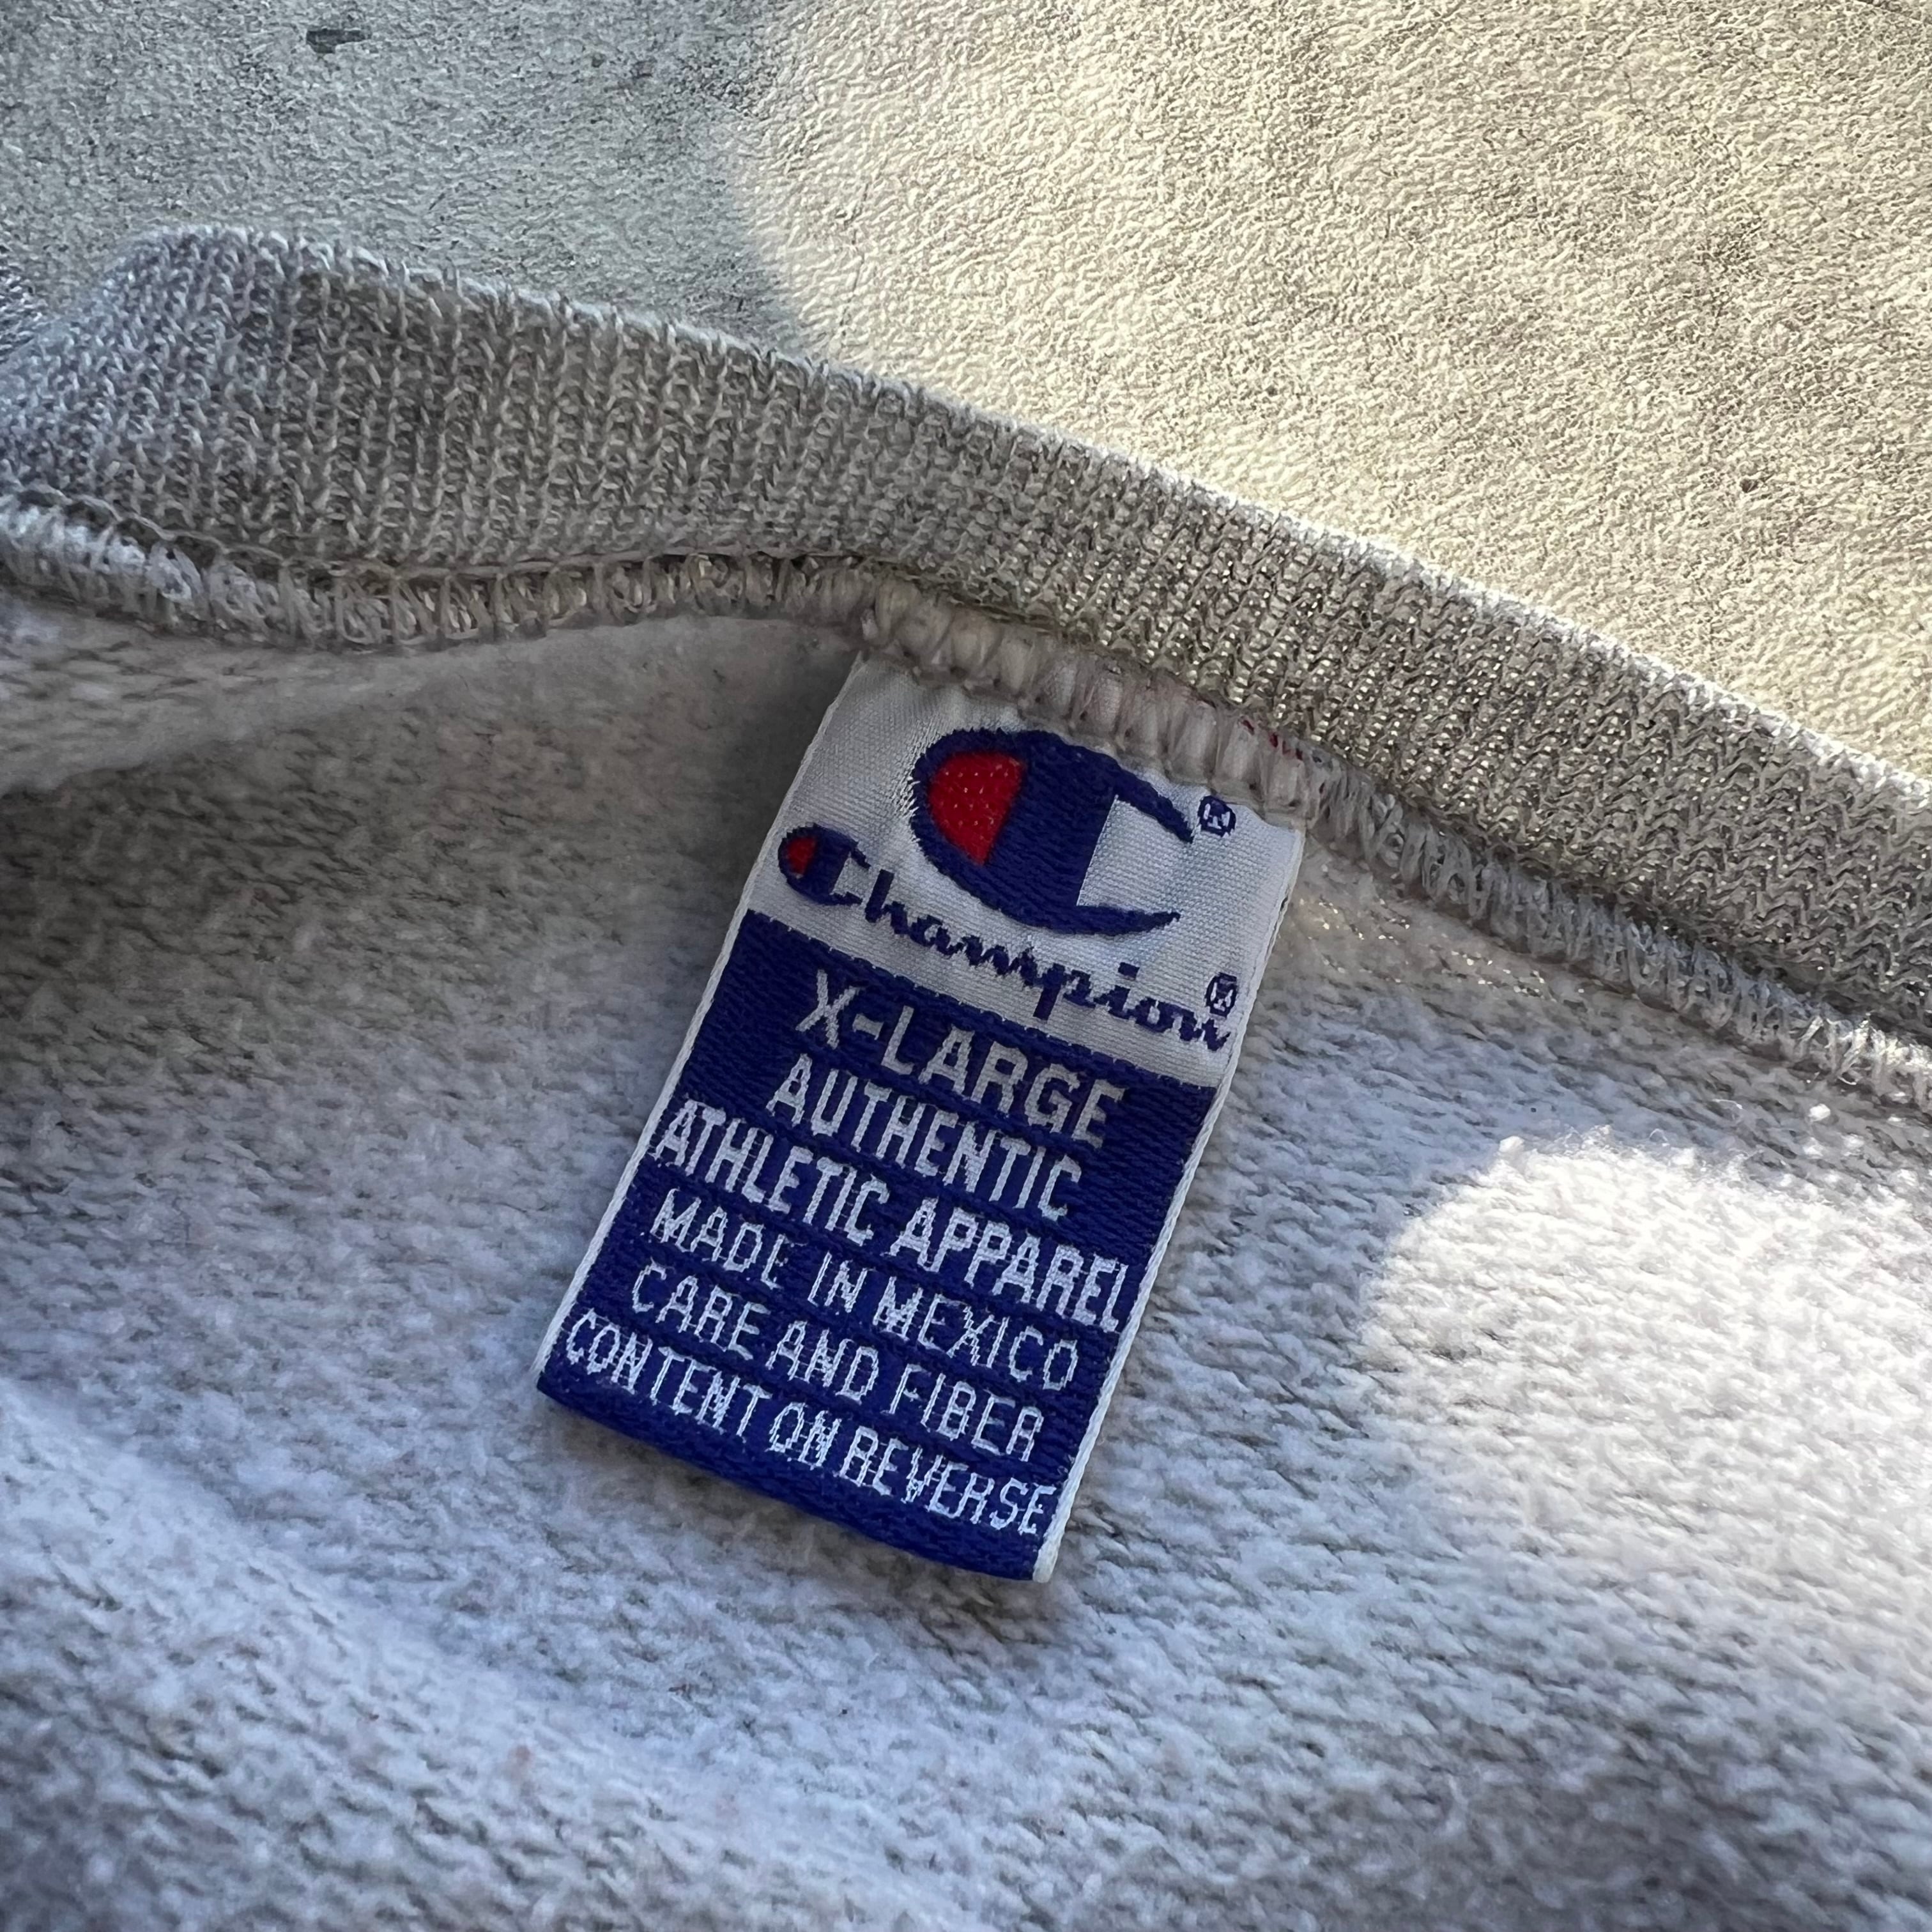 C®
Champion®
X-LARGE
AUTHENTIC
ATHLETIC APPAREL
MADE IN MEXICO
CARE AND FIBER
CONTENT ON REVERSE